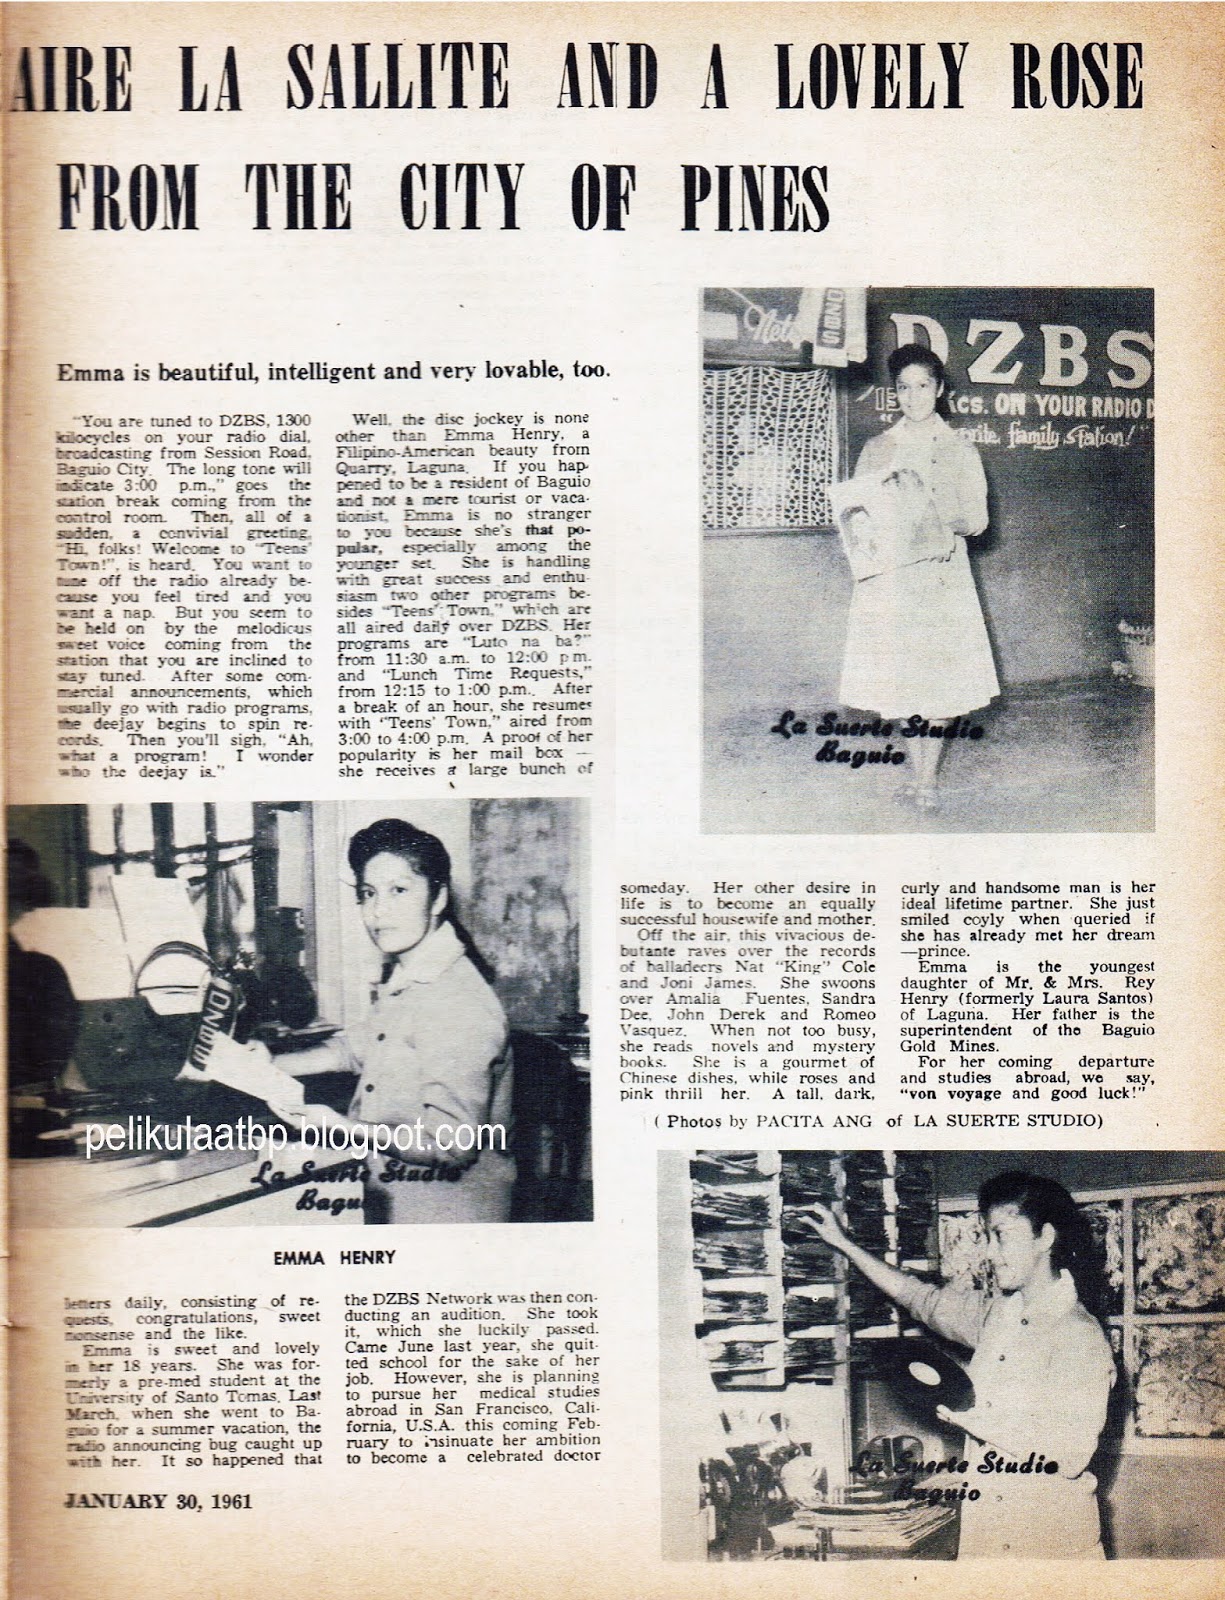 AIRE LA SALLITE AND A LOVELY ROSE
FROM THE CITY OF PINES
Emma is beautiful, intelligent and very lovable, too.
"You are tuned to DZBS, 1300
kilocycles on your radio dial,
broadcasting from Session Road,
Baguio City. The long tone will
indicate 3:00 p.m.," goes the
station break coming from the
control room. Then, all of a
sudden, a convivial greeting,
"Hi, folks! Welcome to "Teens'
Town!", is heard. You want to
tune off the radio already be-
cause you feel tired and you
want a nap. But you seem to
be held on by the melodious
sweet voice coming from the
station that you are inclined to
stay tuned. After some com-
mercial announcements, which
usually go with radio programs,
the deejay begins to spin re-
cords. Then you'll sigh, "Ah,
what a program! I wonder
who the deejay is."
Well, the disc jockey is none
other than Emma Henry, a
Filipino-American beauty from
Quarry, Laguna. If you hap-
pened to be a resident of Baguio
and not a mere tourist or vaca-
tionist, Emma is no stranger
to you because she's that po-
pular, especially among the
younger set. She is handling
with great success and enthu-
siasm two other programs be-
sides "Teens' Town," which are
all aired daily over DZBS. Her
programs are "Luto na ba?"
from 11:30 a.m. to 12:00 p.m.
and "Lunch Time Requests,"
from 12:15 to 1:00 p.m.. After
a break of an hour, she resumes
with "Teens' Town," aired from
3:00 to 4:00 p.m. A proof of her
popularity is her mail box —
she receives a large bunch of
DZBS
KCS. ON YOUR RADIO D
family Station!"
La Suerte Studio
Baguio
pelikulaatbp.blogspot.com
La Suerte Studio
Bagu
EMMA HENRY
letters daily, consisting of re-
quests, congratulations, sweet
nonsense and the like.
Emma is sweet and lovely
in her 18 years. She was for-
merly a pre-med student at the
University of Santo Tomas. Last
March, when she went to Ba-
guio for a summer vacation, the
radio announcing bug caught up
with her. It so happened that
the DZBS Network was then con-
ducting an audition. She took
it, which she luckily passed.
Came June last year, she quit-
ted school for the sake of her
job. However, she is planning
to pursue her medical studies
abroad in San Francisco, Cali-
fornia, U.S.A. this coming Feb-
ruary to insinuate her ambition
to become a celebrated doctor
someday. Her other desire in
life is to become an equally
successful housewife and mother.
Off the air, this vivacious de-
butante raves over the records
of balladeers Nat "King" Cole
and Joni James. She swoons
over Amalia Fuentes, Sandra
Dee, John Derek and Romeo
Vasquez. When not too busy,
she reads novels and mystery
books. She is a gourmet of
Chinese dishes, while roses and
pink thrill her. A tall, dark,
curly and handsome man is her
ideal lifetime partner. She just
smiled coyly when queried if
she has already met her dream
—prince.
Emma is the youngest
daughter of Mr. & Mrs. Rey
Henry (formerly Laura Santos)
of Laguna. Her father is the
superintendent of the Baguio
Gold Mines.
For her coming departure
and studies abroad, we say,
"von voyage and good luck!"
( Photos by PACITA ANG of LA SUERTE STUDIO)
La Suerte Studio
Baguio
JANUARY 30, 1961